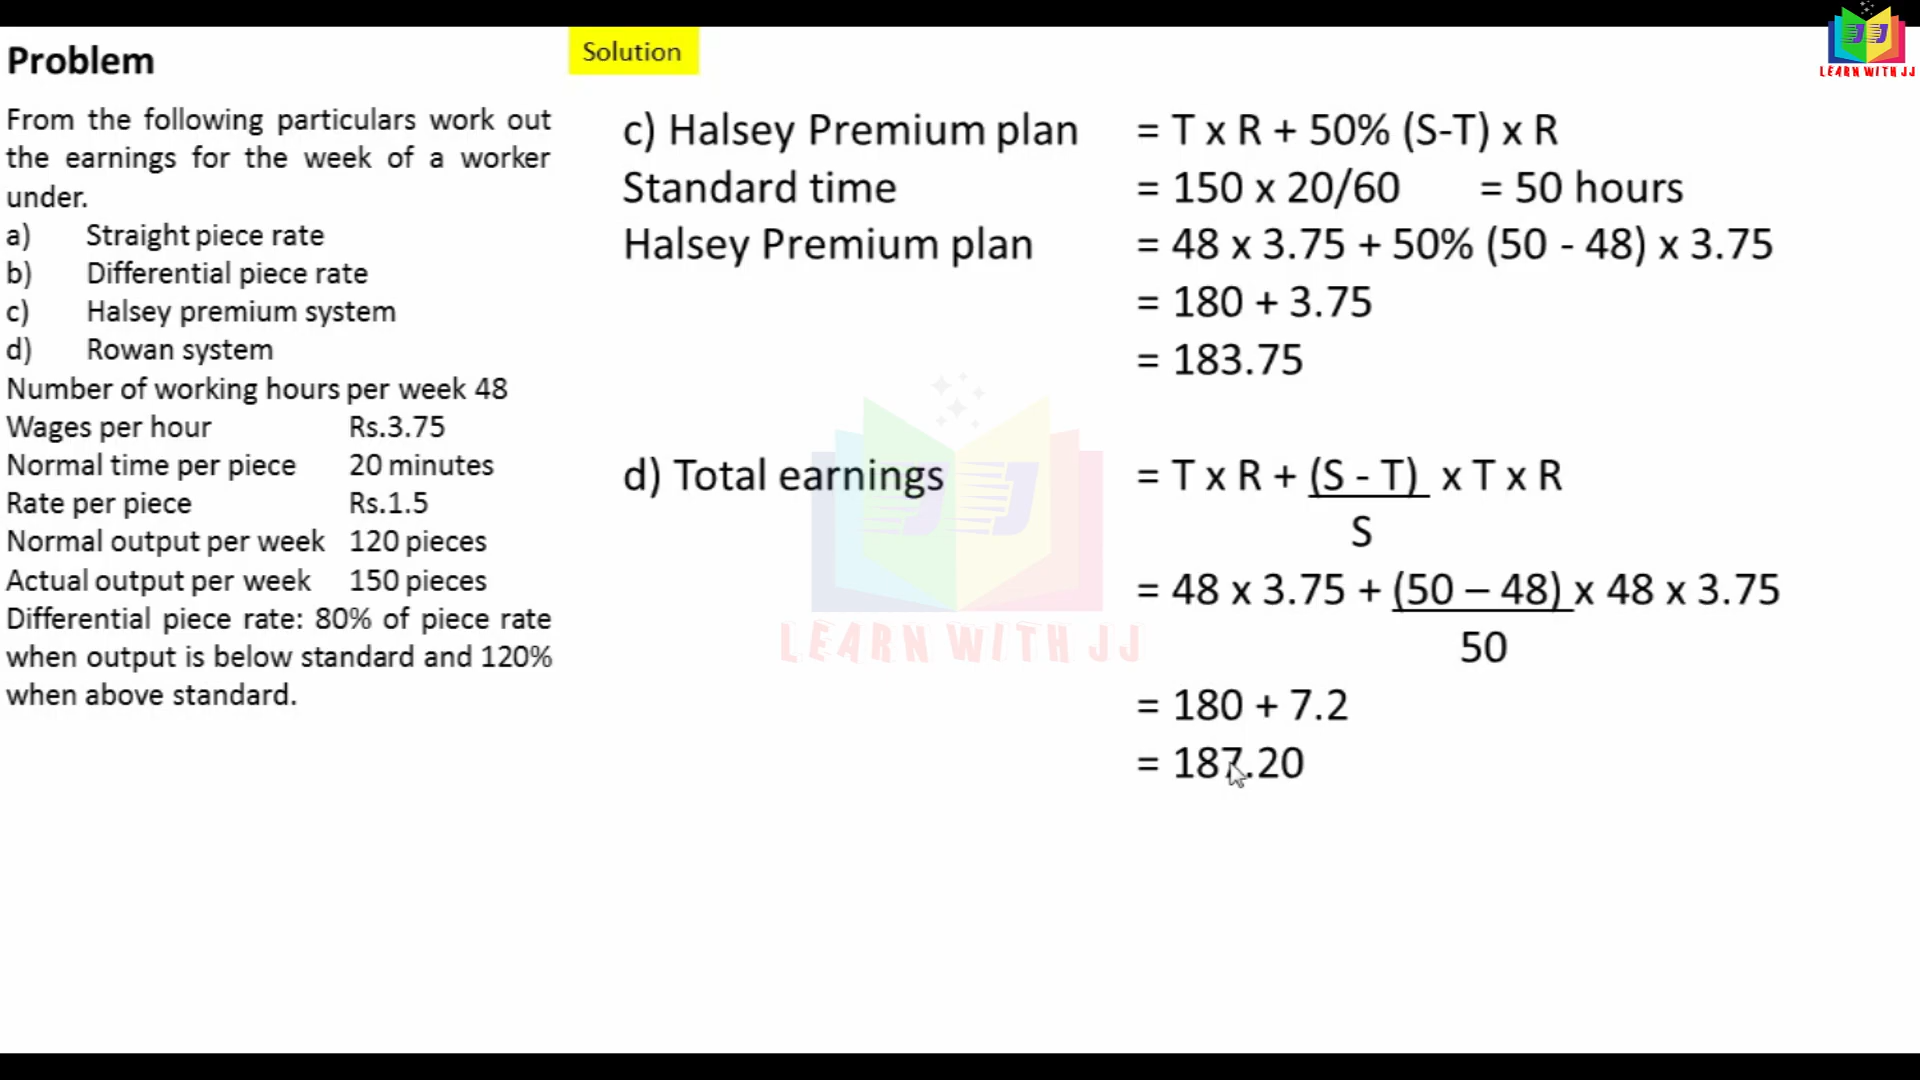 LEARN WITH JJ
Problem
From the following particulars work out
the earnings for the week of a worker
under.
a) Straight piece rate
b) Differential piece rate
c) Halsey premium system
d) Rowan system
Number of working hours per week 48
Wages per hour Rs.3.75
Normal time per piece 20 minutes
Rate per piece Rs.1.5
Normal output per week 120 pieces
Actual output per week 150 pieces
Differential piece rate: 80% of piece rate
when output is below standard and 120%
when above standard.
Solution
c) Halsey Premium plan = T x R + 50% (S-T) x R
Standard time = 150 x 20/60 = 50 hours
Halsey Premium plan = 48 x 3.75 + 50% (50 - 48) x 3.75
= 180 + 3.75
= 183.75
d) Total earnings = T x R + (S - T) x T x R
S
= 48 x 3.75 + (50 – 48) x 48 x 3.75
50
= 180 + 7.2
= 187.20
JJ
LEARN WITH JJ